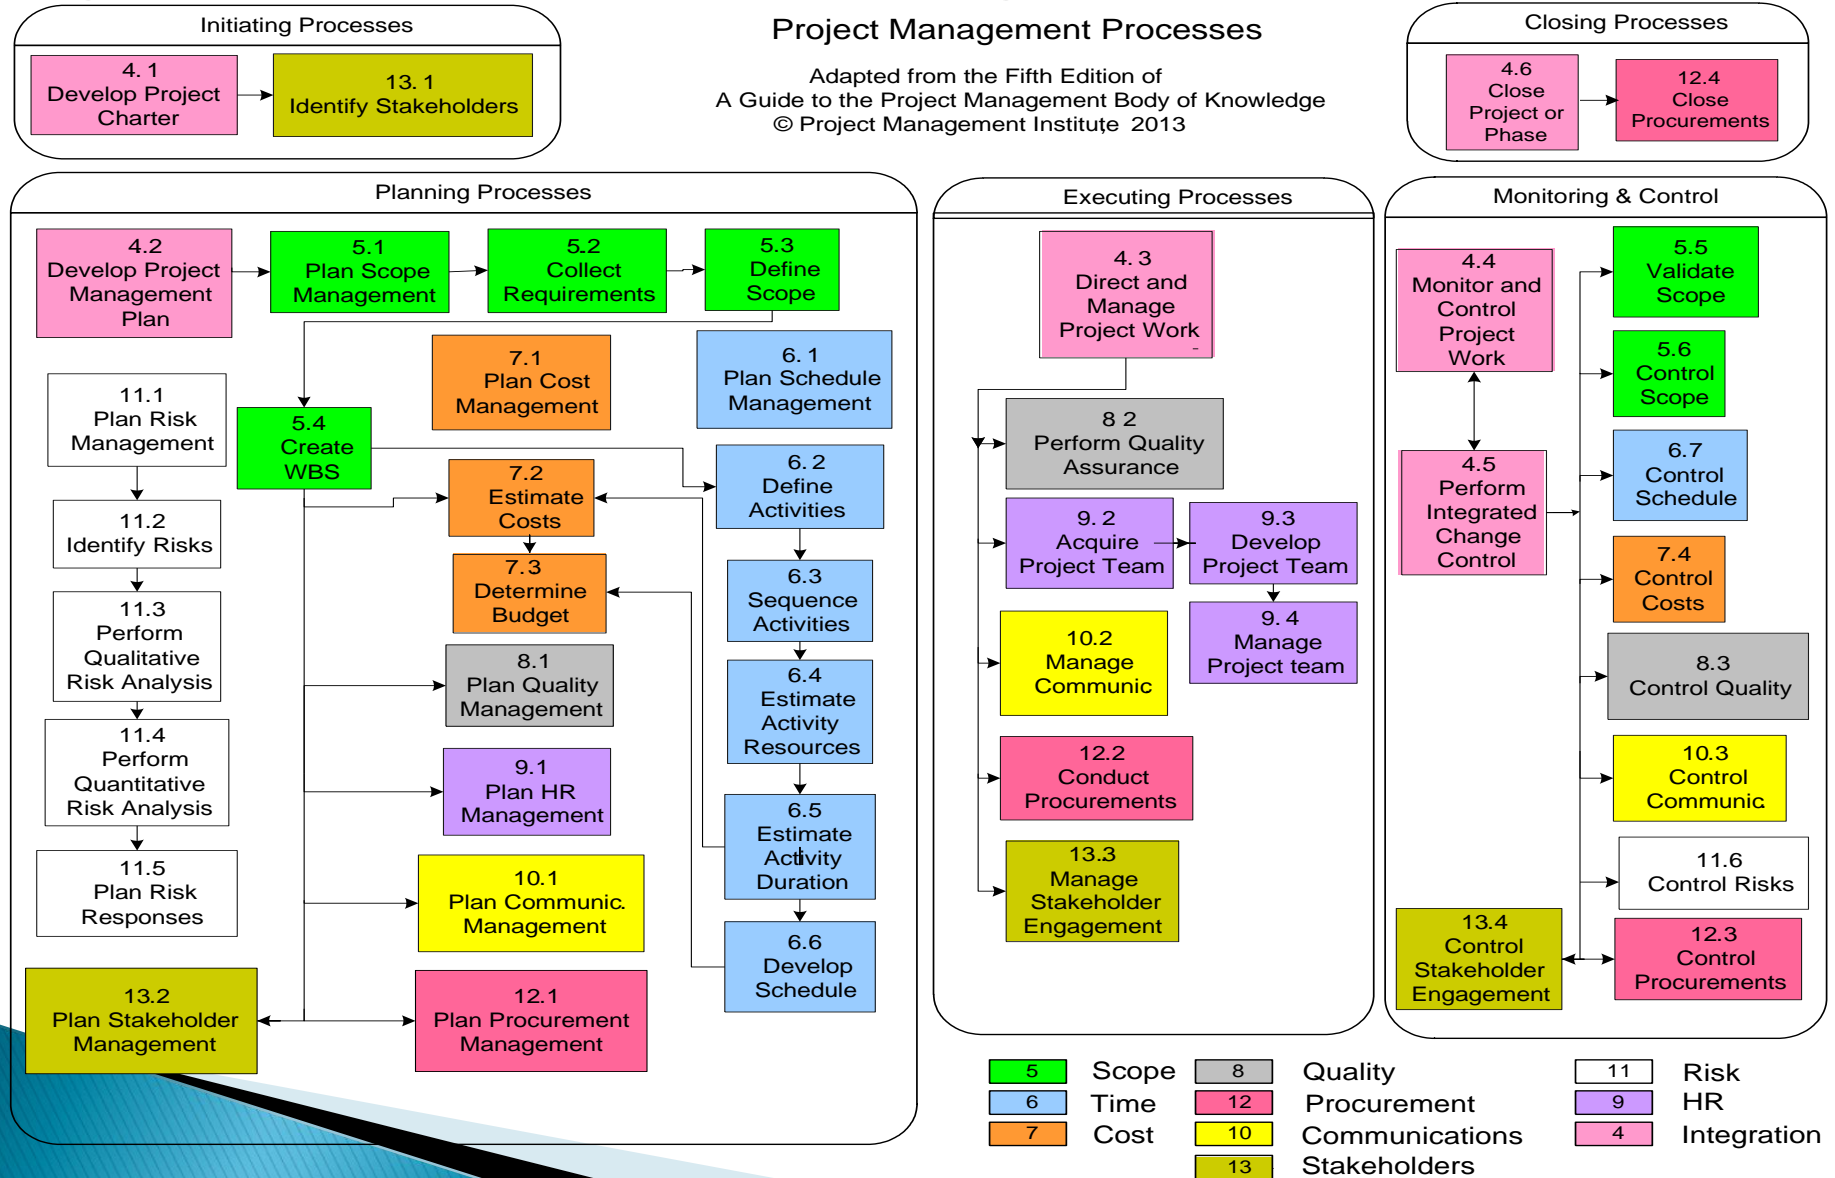 Initiating Processes
4. 1
Develop Project
Charter
13. 1
Identify Stakeholders
Project Management Processes
Adapted from the Fifth Edition of
A Guide to the Project Management Body of Knowledge
© Project Management Institute, 2013
Closing Processes
4.6
Close
Project or
Phase
12.4
Close
Procurements
Planning Processes
4.2
Develop Project
Management
Plan
5.1
Plan Scope
Management
5.2
Collect
Requirements
5.3
Define
Scope
7.1
Plan Cost
Management
6. 1
Plan Schedule
Management
11.1
Plan Risk
Management
5.4
Create
WBS
7.2
Estimate
Costs
6. 2
Define
Activities
11.2
Identify Risks
7.3
Determine
Budget
6.3
Sequence
Activities
11.3
Perform
Qualitative
Risk Analysis
8.1
Plan Quality
Management
6.4
Estimate
Activity
Resources
11.4
Perform
Quantitative
Risk Analysis
9.1
Plan HR
Management
6.5
Estimate
Activity
Duration
11.5
Plan Risk
Responses
10.1
Plan Communic.
Management
6.6
Develop
Schedule
13.2
Plan Stakeholder
Management
12.1
Plan Procurement
Management
Executing Processes
4. 3
Direct and
Manage
Project Work
8 2
Perform Quality
Assurance
9. 2
Acquire
Project Team
9.3
Develop
Project Team
9. 4
Manage
Project team
10.2
Manage
Communic
12.2
Conduct
Procurements
13.3
Manage
Stakeholder
Engagement
Monitoring & Control
4.4
Monitor and
Control
Project
Work
4.5
Perform
Integrated
Change
Control
5.5
Validate
Scope
5.6
Control
Scope
6.7
Control
Schedule
7.4
Control
Costs
8.3
Control Quality
10.3
Control
Communic.
11.6
Control Risks
13.4
Control
Stakeholder
Engagement
12.3
Control
Procurements
5 Scope
8 Quality
11 Risk
6 Time
12 Procurement
9 HR
7 Cost
10 Communications
4 Integration
13 Stakeholders